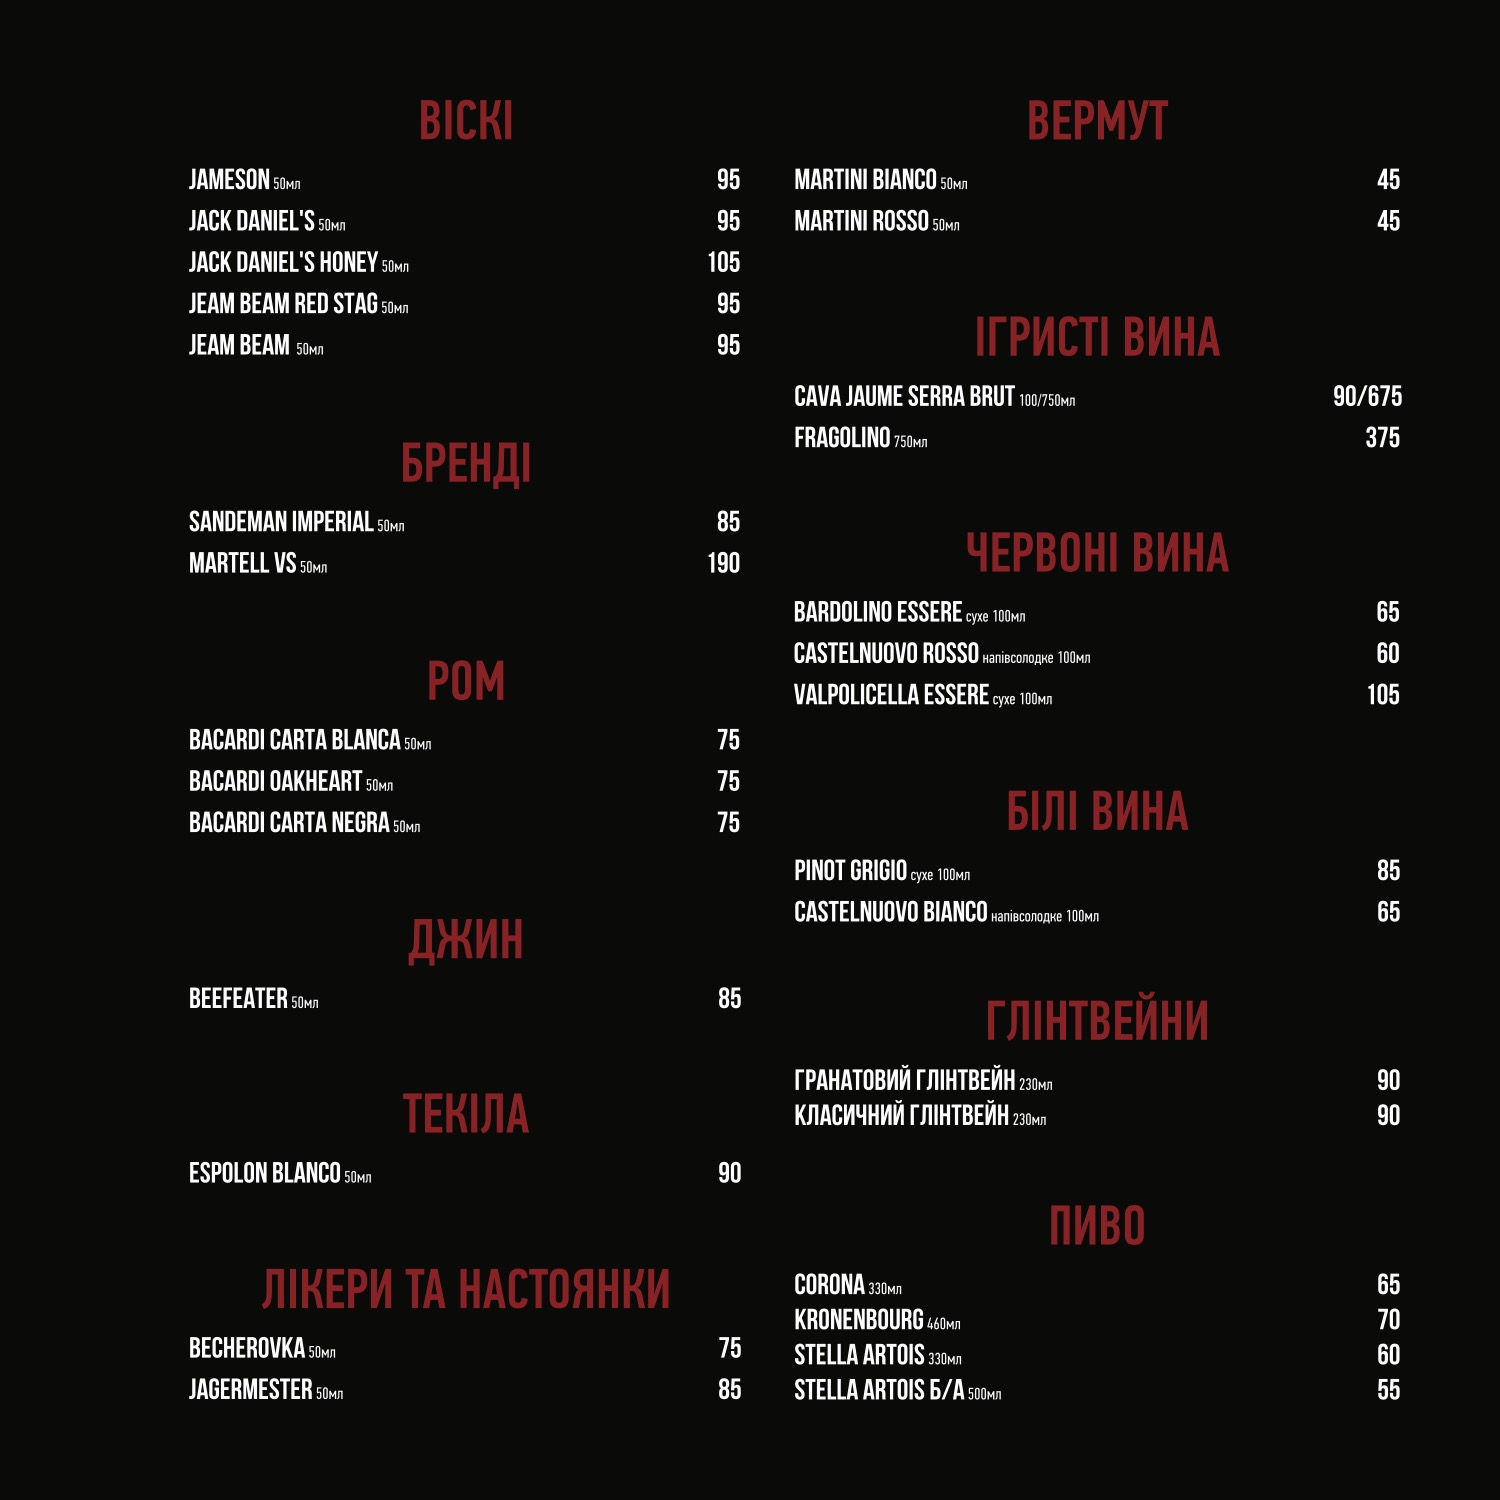 ВІСКІ
JAMESON 50мл 95
JACK DANIEL'S 50мл 95
JACK DANIEL'S HONEY 50мл 105
JEAM BEAM RED STAG 50мл 95
JEAM BEAM 50мл 95
БРЕНДІ
SANDEMAN IMPERIAL 50мл 85
MARTELL VS 50мл 190
РОМ
BACARDI CARTA BLANCA 50мл 75
BACARDI OAKHEART 50мл 75
BACARDI CARTA NEGRA 50мл 75
ДЖИН
BEEFEATER 50мл 85
ТЕКІЛА
ESPOLON BLANCO 50мл 90
ЛІКЕРИ ТА НАСТОЯНКИ
BECHEROVKA 50мл 75
JAGERMESTER 50мл 85
ВЕРМУТ
MARTINI BIANCO 50мл 45
MARTINI ROSSO 50мл 45
ІГРИСТІ ВИНА
CAVA JAUME SERRA BRUT 100/750мл 90/675
FRAGOLINO 750мл 375
ЧЕРВОНІ ВИНА
BARDOLINO ESSERE сухе 100мл 65
CASTELNUOVO ROSSO напівсолодке 100мл 60
VALPOLICELLA ESSERE сухе 100мл 105
БІЛІ ВИНА
PINOT GRIGIO сухе 100мл 85
CASTELNUOVO BIANCO напівсолодке 100мл 65
ГЛІНТВЕЙНИ
ГРАНАТОВИЙ ГЛІНТВЕЙН 230мл 90
КЛАСИЧНИЙ ГЛІНТВЕЙН 230мл 90
ПИВО
CORONA 330мл 65
KRONENBOURG 460мл 70
STELLA ARTOIS 330мл 60
STELLA ARTOIS Б/А 500мл 55